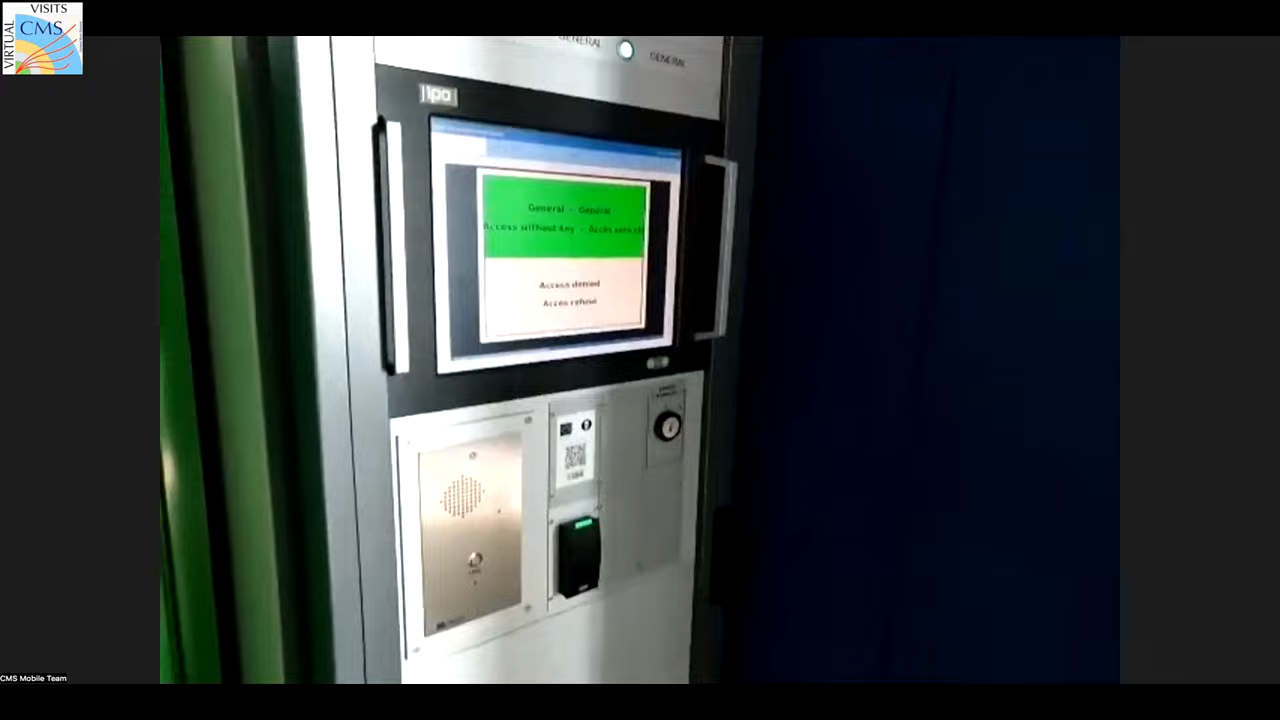 VISITS
VIRTUAL
CMS
GENERAL
GENERAL
ipo
General - General
Access without key - Accès sans clé
Access denied
Accès refusé
CMS Mobile Team